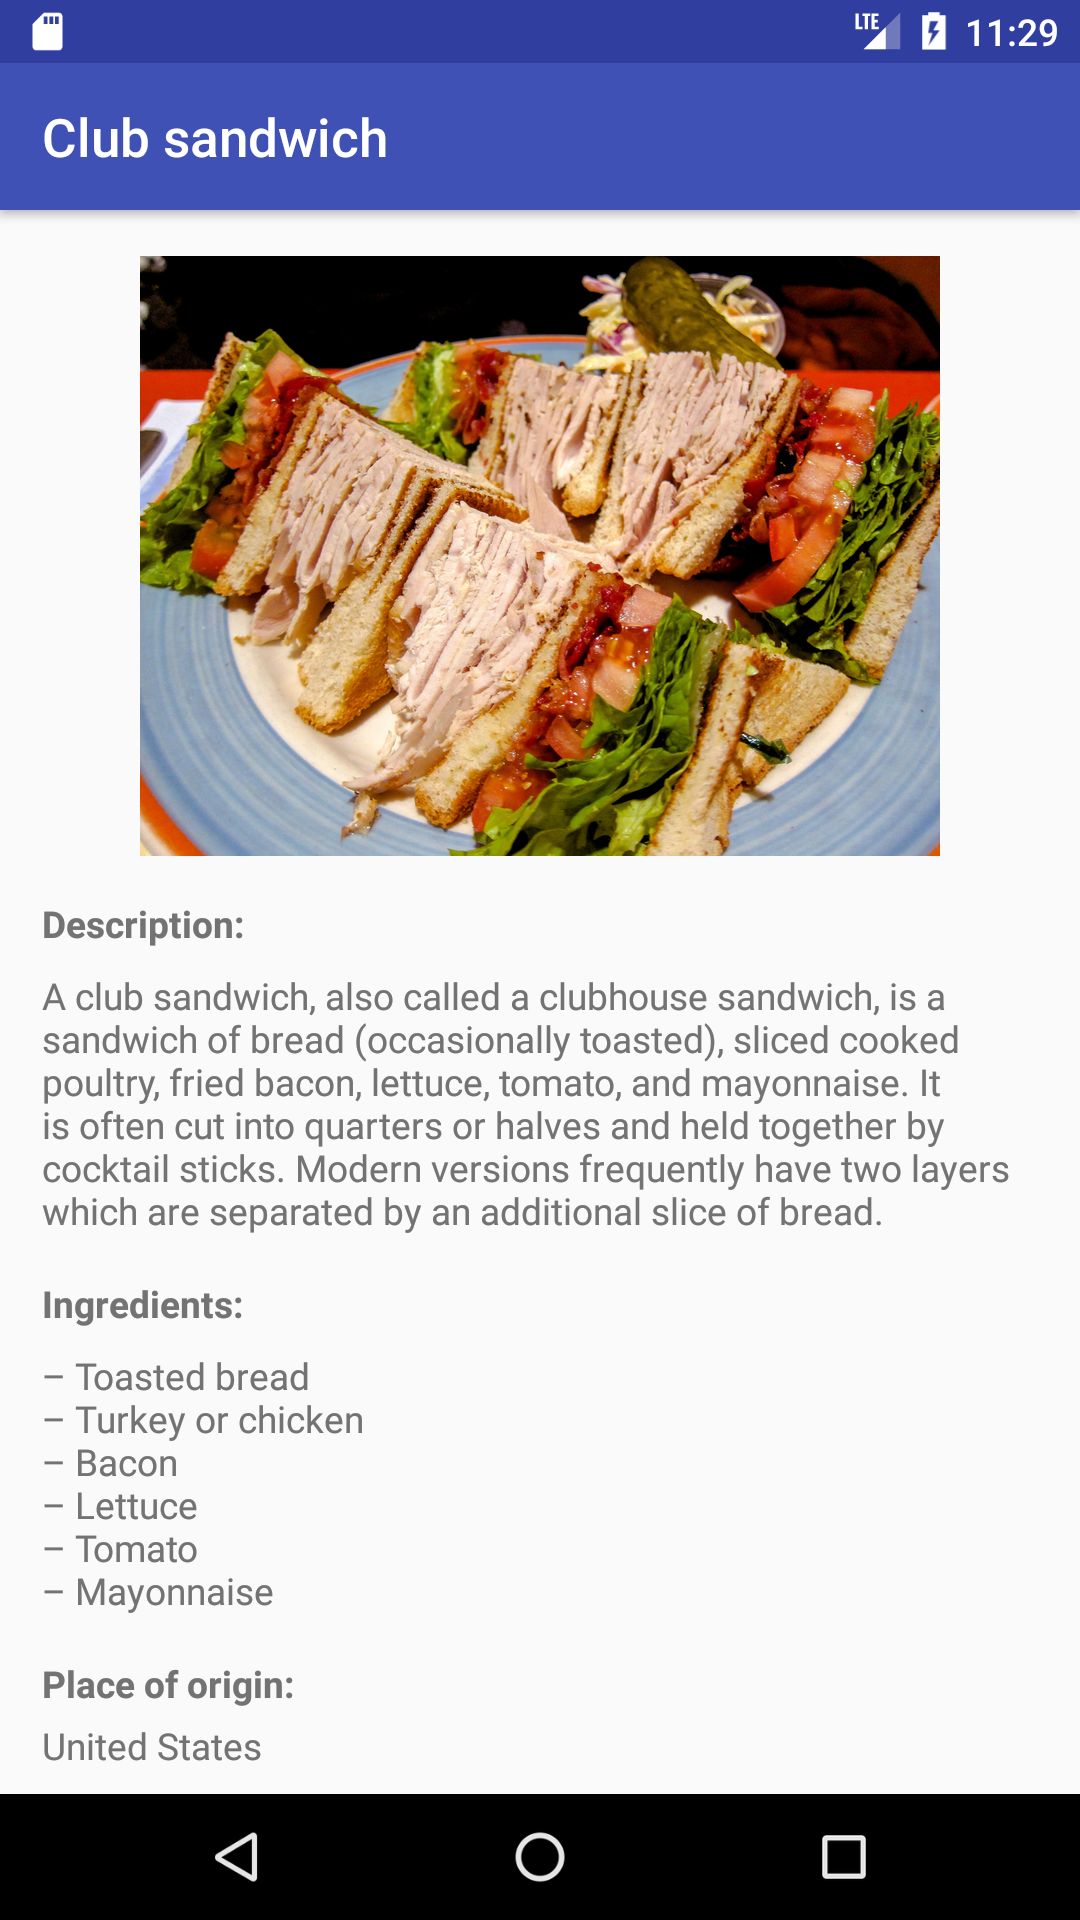 LTE 11:29
Club sandwich
Description:
A club sandwich, also called a clubhouse sandwich, is a
sandwich of bread (occasionally toasted), sliced cooked
poultry, fried bacon, lettuce, tomato, and mayonnaise. It
is often cut into quarters or halves and held together by
cocktail sticks. Modern versions frequently have two layers
which are separated by an additional slice of bread.
Ingredients:
– Toasted bread
– Turkey or chicken
– Bacon
– Lettuce
– Tomato
– Mayonnaise
Place of origin:
United States